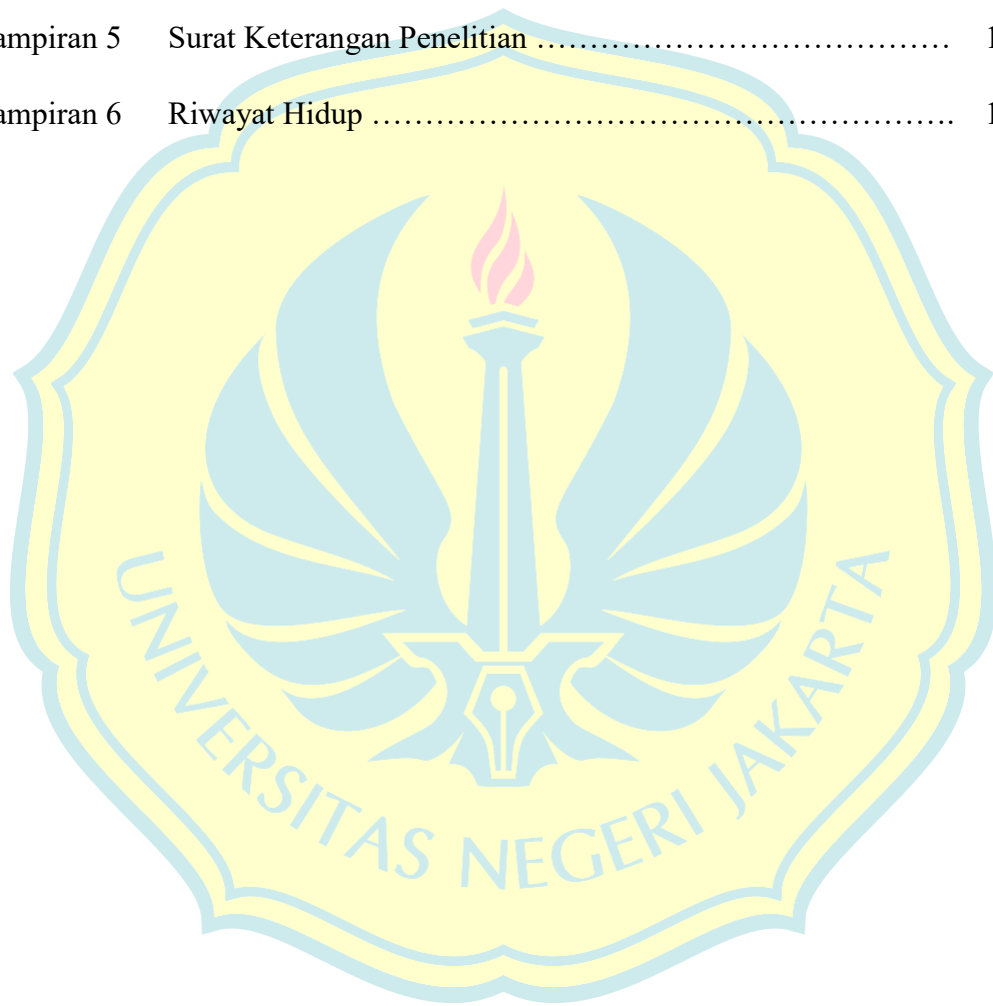 ampiran 5 Surat Keterangan Penelitian ………………………………………… 1
ampiran 6 Riwayat Hidup ………………………………………………………. 1
UNIVERSITAS NEGERI JAKARTA